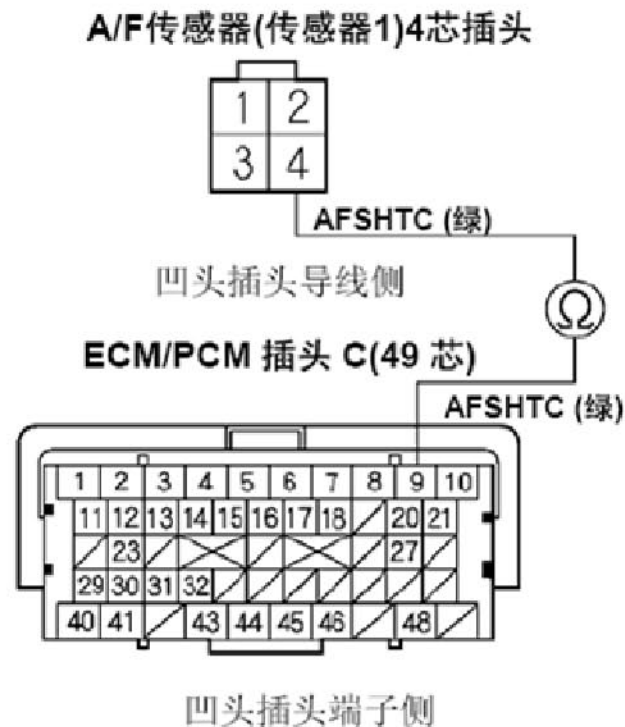 A/F传感器(传感器1)4芯插头
1 2
3 4
AFSHTC (绿)
凹头插头导线侧
Ω
ECM/PCM 插头 C(49 芯)
AFSHTC (绿)
1 2 3 4 5 6 7 8 9 10
11 12 13 14 15 16 17 18 20 21
23 27
29 30 31 32
40 41 43 44 45 46 48
凹头插头端子侧